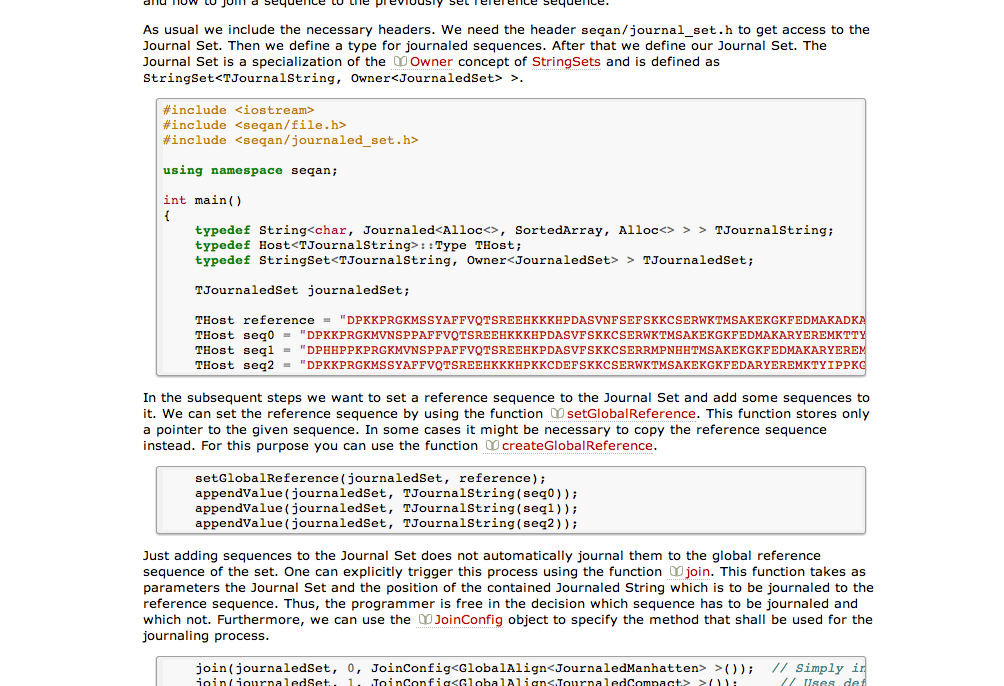 and how to join a sequence to the previously set reference sequence.
As usual we include the necessary headers. We need the header seqan/journal_set.h to get access to the
Journal Set. Then we define a type for journaled sequences. After that we define our Journal Set. The
Journal Set is a specialization of the Owner concept of StringSets and is defined as
StringSet<TJournalString, Owner<JournaledSet> >.
#include <iostream>
#include <seqan/file.h>
#include <seqan/journaled_set.h>
using namespace seqan;
int main()
{
typedef String<char, Journaled<Alloc<>, SortedArray, Alloc<> > > TJournalString;
typedef Host<TJournalString>::Type THost;
typedef StringSet<TJournalString, Owner<JournaledSet> > TJournaledSet;
TJournaledSet journaledSet;
THost reference = "DPKKPRGKMSSYAFFVQTSREEHKKKHPDASVNFSEFSKKCSERWKTMSAKEKGKFEDMAKADKA
THost seq0 = "DPKKPRGKMVNSPPAFFVQTSREEHKKKHPDASVFSKKCSERWKTMSAKEKGKFEDMAKARYEREMKTTY
THost seq1 = "DPHHPPKPRGKMVNSPPAFFVQTSREEHKPDASVFSKKCSERRMPNHHTMSAKEKGKFEDMAKARYEREM
THost seq2 = "DPKKPRGKMSSYAFFVQTSREEHKKKHPKKCDEFSKKCSERWKTMSAKEKGKFEDARYEREMKTYIPPKG
In the subsequent steps we want to set a reference sequence to the Journal Set and add some sequences to
it. We can set the reference sequence by using the function setGlobalReference. This function stores only
a pointer to the given sequence. In some cases it might be necessary to copy the reference sequence
instead. For this purpose you can use the function createGlobalReference.
setGlobalReference(journaledSet, reference);
appendValue(journaledSet, TJournalString(seq0));
appendValue(journaledSet, TJournalString(seq1));
appendValue(journaledSet, TJournalString(seq2));
Just adding sequences to the Journal Set does not automatically journal them to the global reference
sequence of the set. One can explicitly trigger this process using the function join. This function takes as
parameters the Journal Set and the position of the contained Journaled String which is to be journaled to the
reference sequence. Thus, the programmer is free in the decision which sequence has to be journaled and
which not. Furthermore, we can use the JoinConfig object to specify the method that shall be used for the
journaling process.
join(journaledSet, 0, JoinConfig<GlobalAlign<JournaledManhatten> >()); // Simply in
join(journaledSet, 1, JoinConfig<GlobalAlign<JournaledCompact> >()); // Uses def